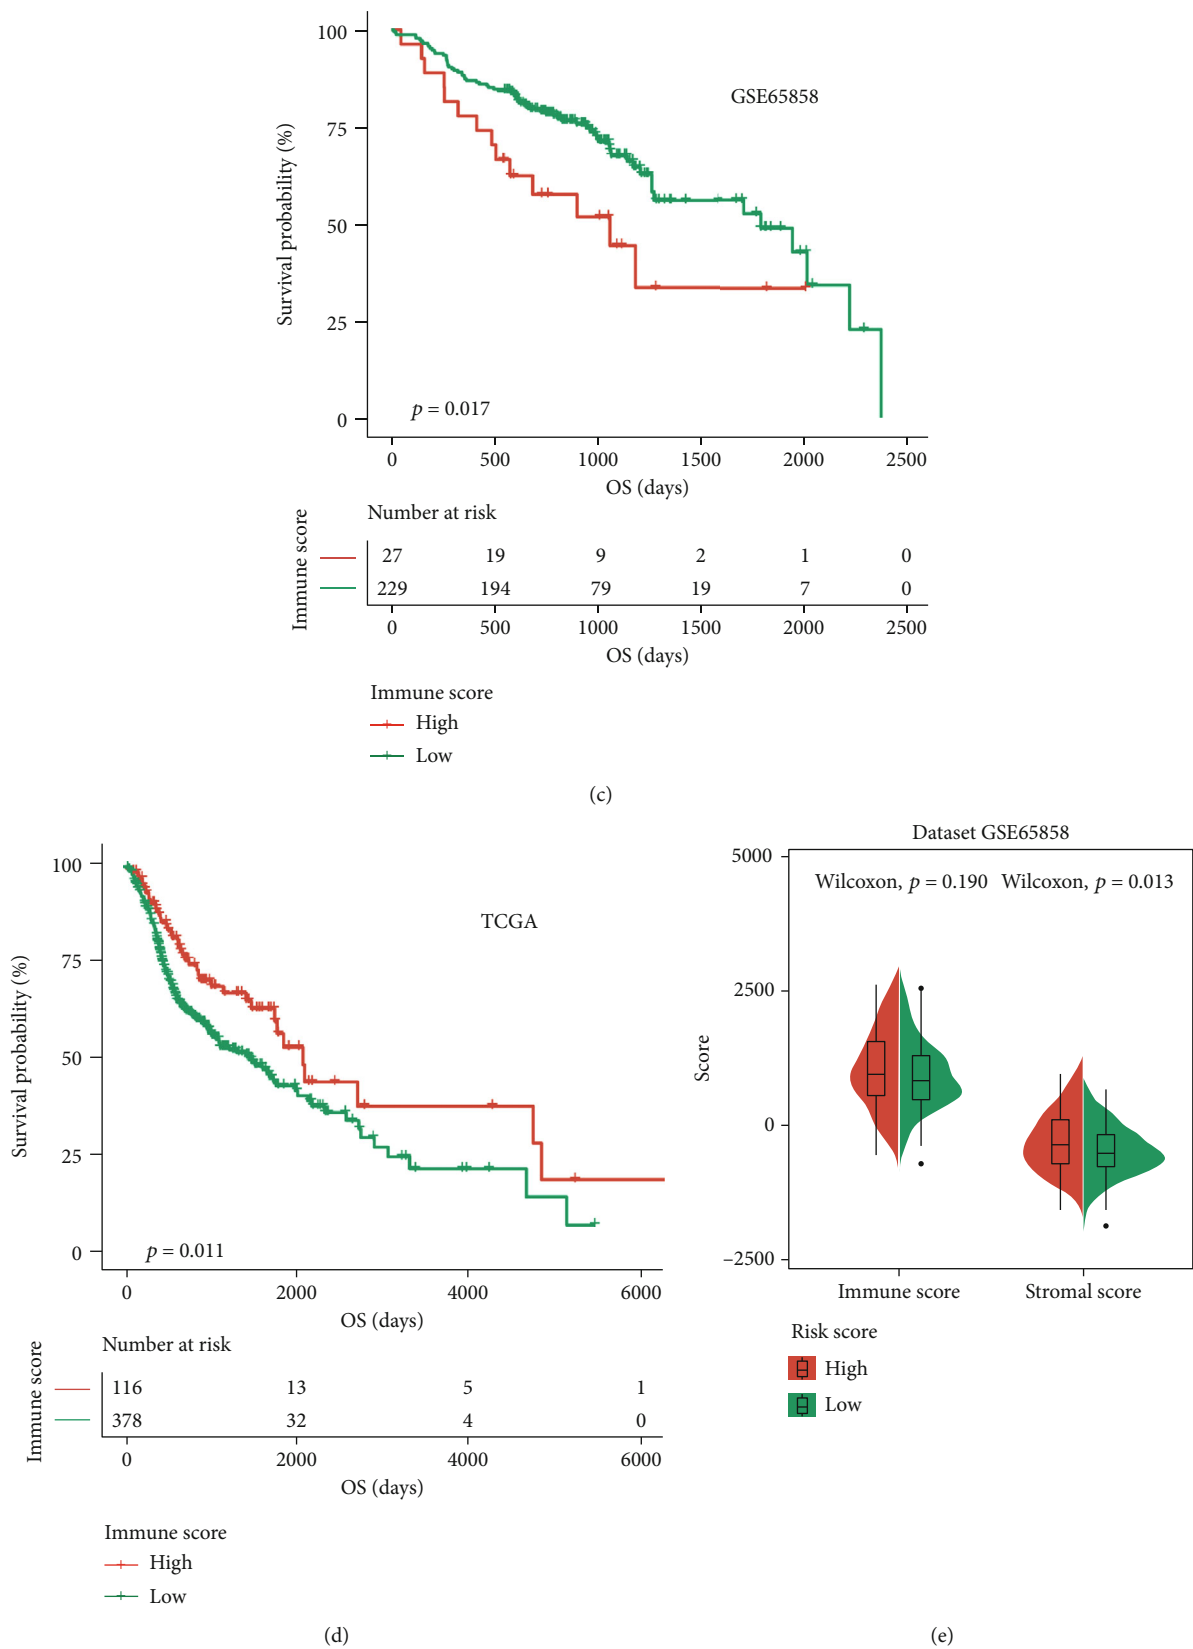 100
75
50
25
0
Survival probability (%)
GSE65858
p = 0.017
0 500 1000 1500 2000 2500
OS (days)
Number at risk
Immune score
27 19 9 2 1 0
229 194 79 19 7 0
0 500 1000 1500 2000 2500
OS (days)
Immune score
High
Low
(c)
100
75
50
25
0
Survival probability (%)
TCGA
p = 0.011
0 2000 4000 6000
OS (days)
Number at risk
Immune score
116 13 5 1
378 32 4 0
0 2000 4000 6000
OS (days)
Immune score
High
Low
(d)
Dataset GSE65858
5000
2500
0
−2500
Score
Wilcoxon, p = 0.190 Wilcoxon, p = 0.013
Immune score Stromal score
Risk score
High
Low
(e)